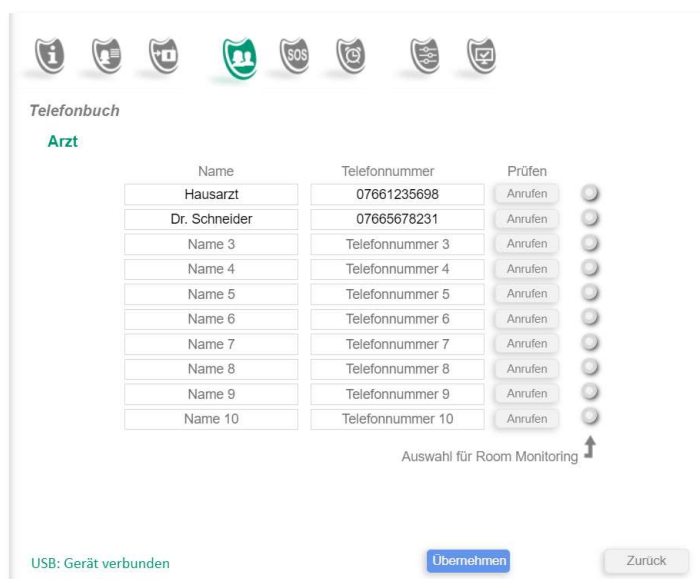 SOS
Telefonbuch
Arzt
Name Telefonnummer Prüfen
Hausarzt 07661235698 Anrufen
Dr. Schneider 07665678231 Anrufen
Name 3 Telefonnummer 3 Anrufen
Name 4 Telefonnummer 4 Anrufen
Name 5 Telefonnummer 5 Anrufen
Name 6 Telefonnummer 6 Anrufen
Name 7 Telefonnummer 7 Anrufen
Name 8 Telefonnummer 8 Anrufen
Name 9 Telefonnummer 9 Anrufen
Name 10 Telefonnummer 10 Anrufen
Auswahl für Room Monitoring
USB: Gerät verbunden Übernehmen Zurück